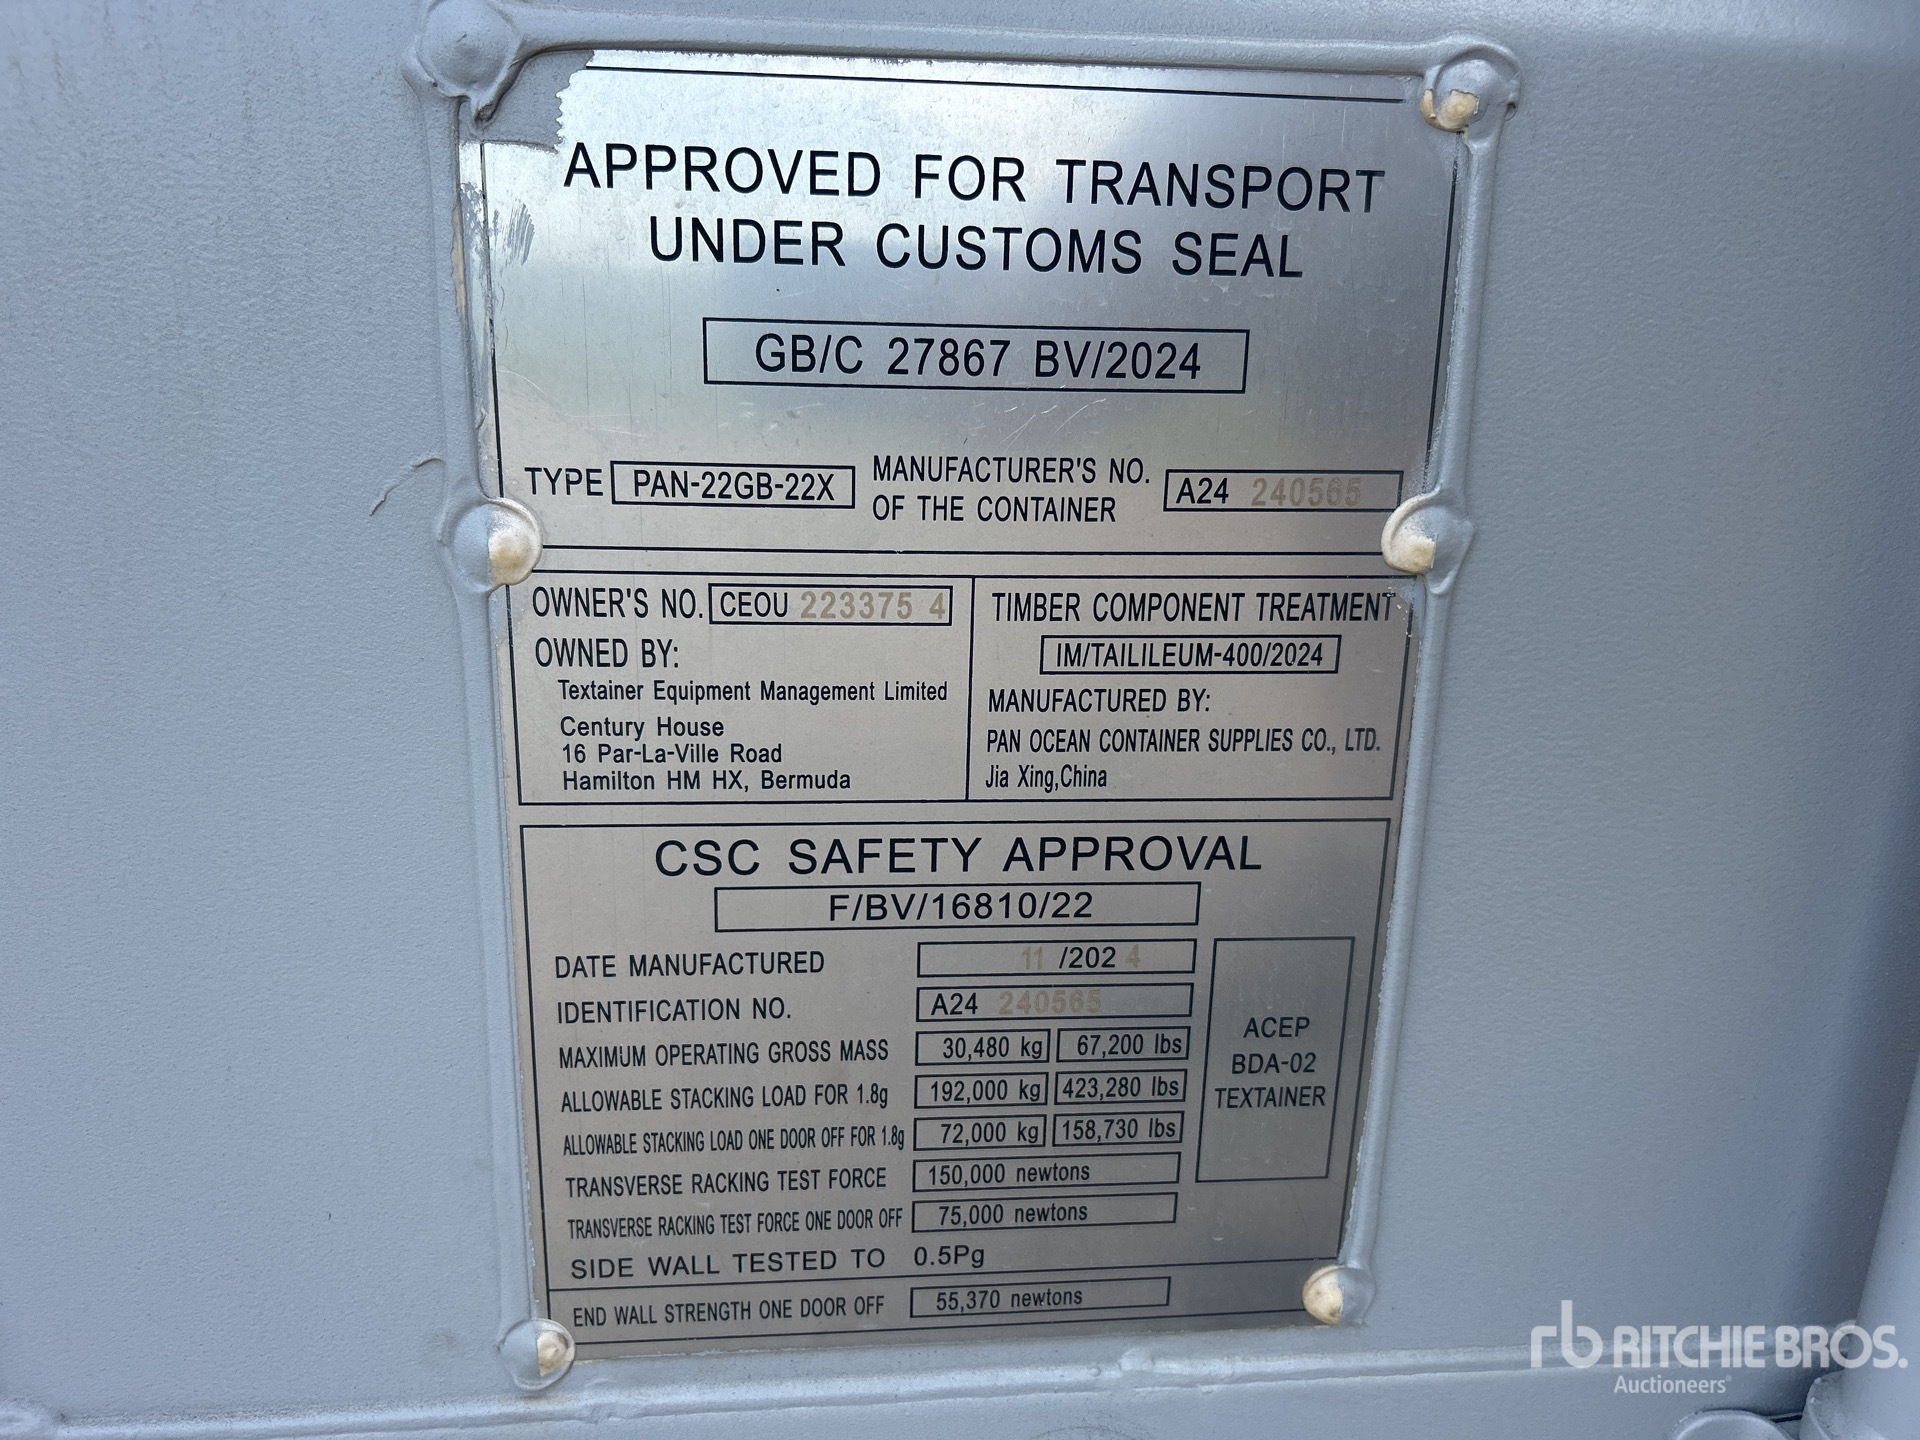 APPROVED FOR TRANSPORT
UNDER CUSTOMS SEAL
GB/C 27867 BV/2024
TYPE PAN-22GB-22X
MANUFACTURER'S NO.
OF THE CONTAINER
A24 240565
OWNER'S NO. CEOU 223375 4
OWNED BY:
Textainer Equipment Management Limited
Century House
16 Par-La-Ville Road
Hamilton HM HX, Bermuda
TIMBER COMPONENT TREATMENT
IM/TAILILEUM-400/2024
MANUFACTURED BY:
PAN OCEAN CONTAINER SUPPLIES CO., LTD.
Jia Xing,China
CSC SAFETY APPROVAL
F/BV/16810/22
DATE MANUFACTURED 11 /202 4
IDENTIFICATION NO. A24 240565
MAXIMUM OPERATING GROSS MASS 30,480 kg 67,200 lbs
ALLOWABLE STACKING LOAD FOR 1.8g 192,000 kg 423,280 lbs
ALLOWABLE STACKING LOAD ONE DOOR OFF FOR 1.8g 72,000 kg 158,730 lbs
TRANSVERSE RACKING TEST FORCE 150,000 newtons
TRANSVERSE RACKING TEST FORCE ONE DOOR OFF 75,000 newtons
SIDE WALL TESTED TO 0.5Pg
END WALL STRENGTH ONE DOOR OFF 55,370 newtons
ACEP
BDA-02
TEXTAINER
rb RITCHIE BROS.
Auctioneers